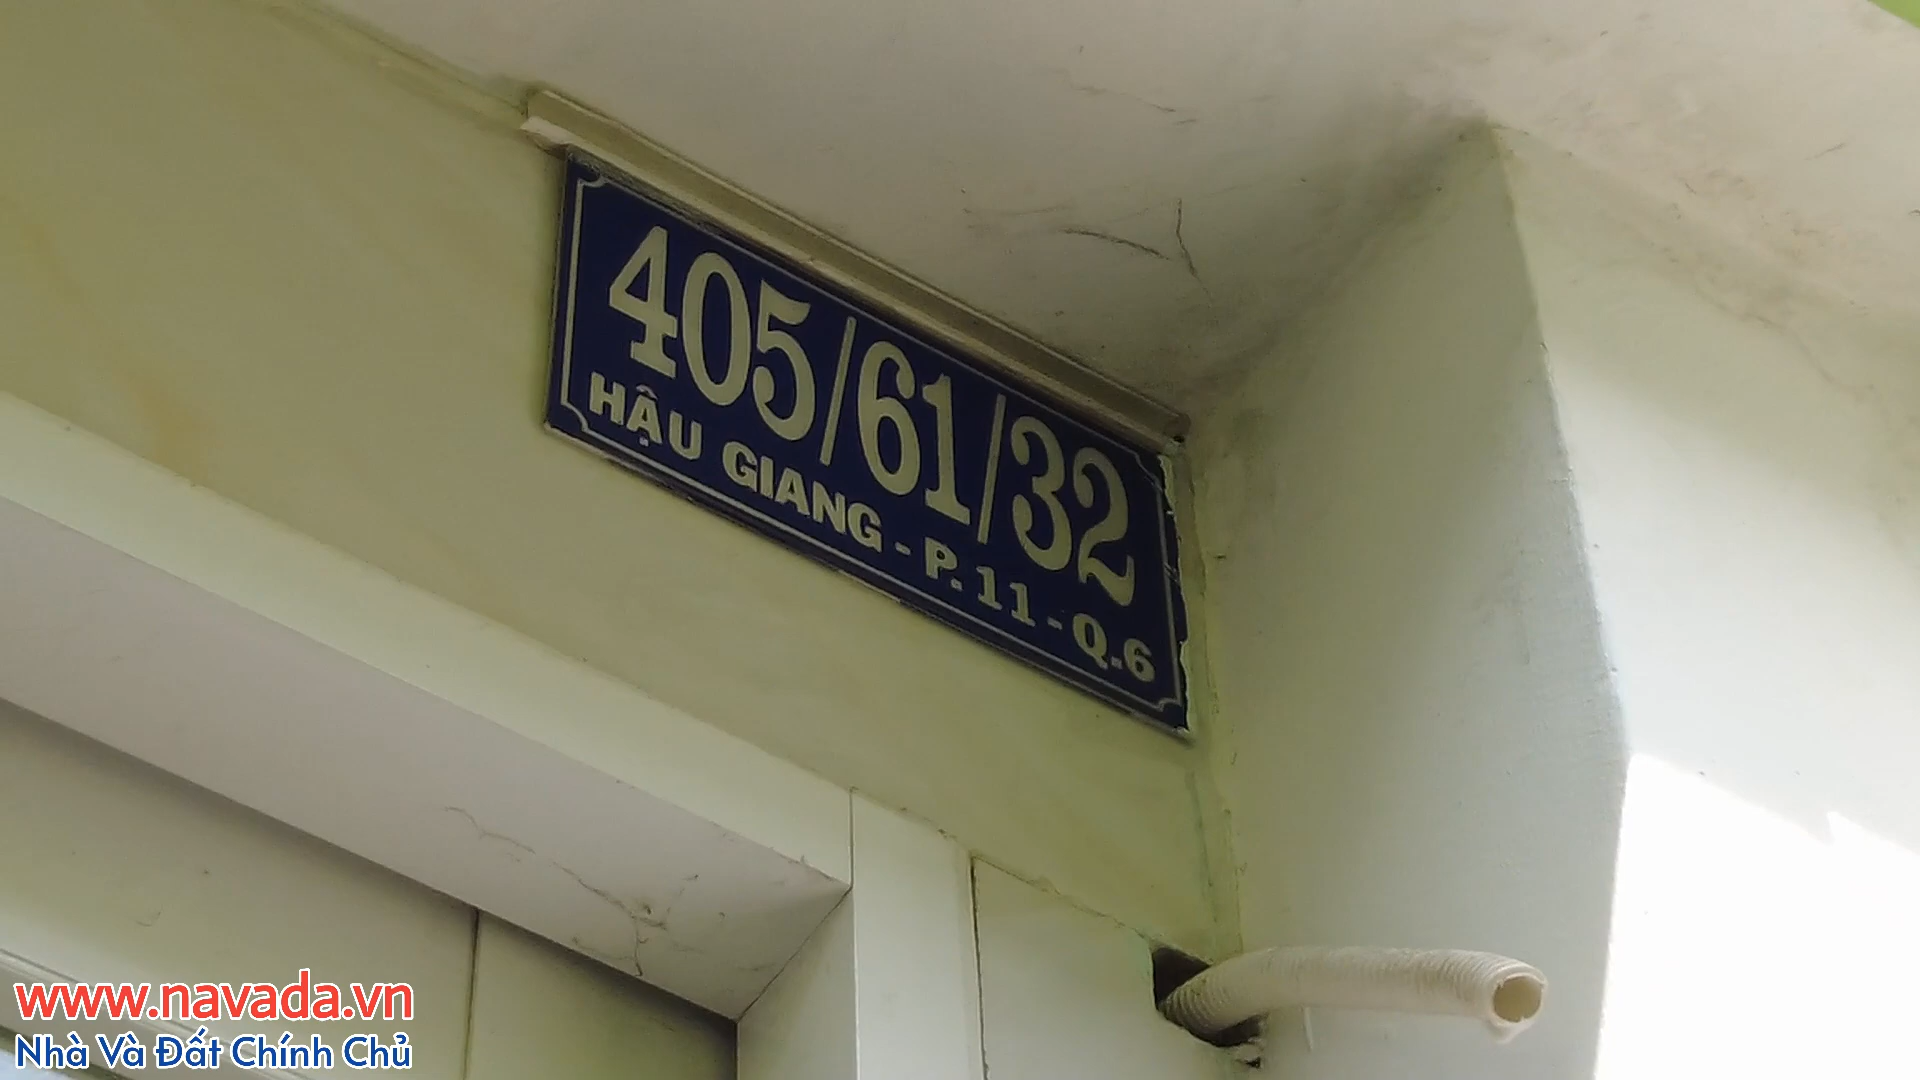 405/61/32
HẬU GIANG - P. 11 - Q.6
www.navada.vn
Nhà Và Đất Chính Chủ